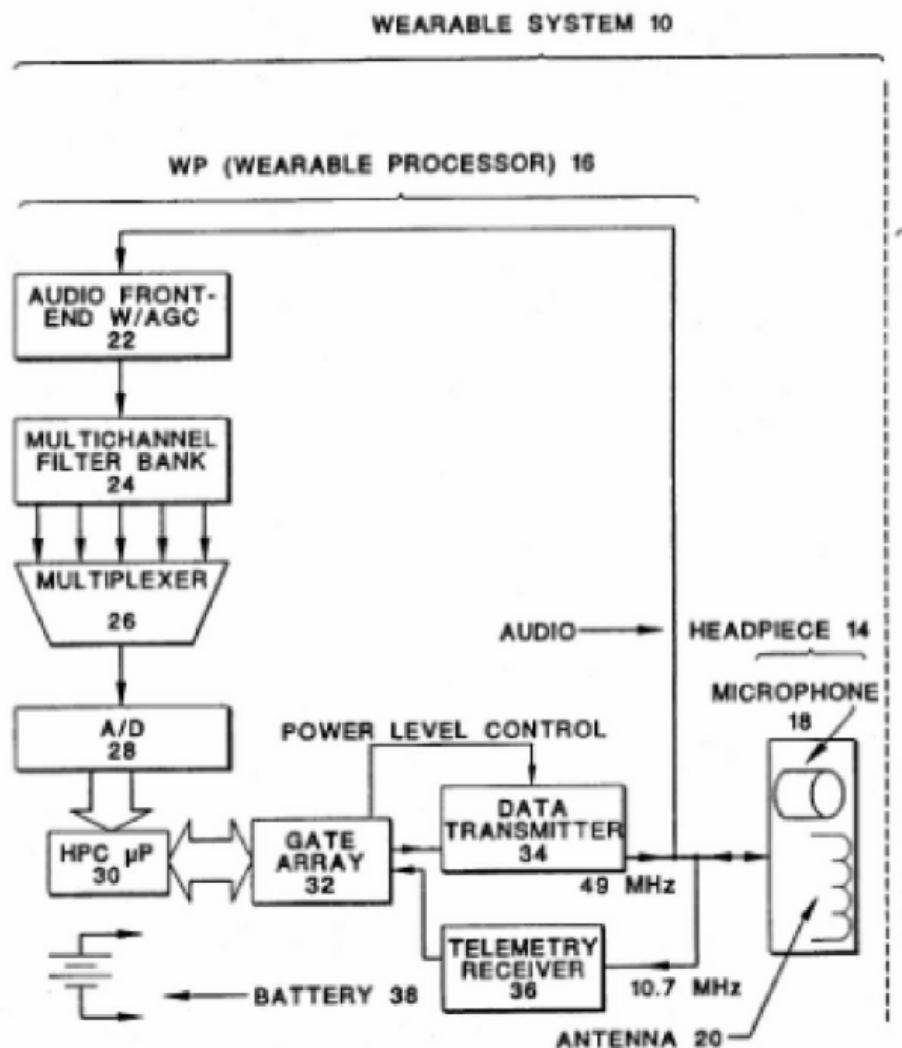 WEARABLE SYSTEM 10
WP (WEARABLE PROCESSOR) 16
AUDIO FRONT-
END W/AGC
22
MULTICHANNEL
FILTER BANK
24
MULTIPLEXER
26
AUDIO
HEADPIECE 14
MICROPHONE
18
A/D
28
POWER LEVEL CONTROL
DATA
TRANSMITTER
34
HPC µP
30
GATE
ARRAY
32
49 MHz
TELEMETRY
RECEIVER
36
10.7 MHz
BATTERY 38
ANTENNA 20